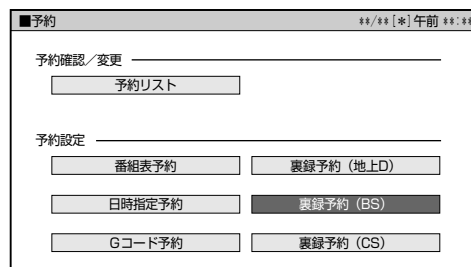 ■予約 **/**[*]午前 **:**
予約確認／変更
予約リスト
予約設定
番組表予約 裏録予約（地上D）
日時指定予約 裏録予約（BS）
Gコード予約 裏録予約（CS）